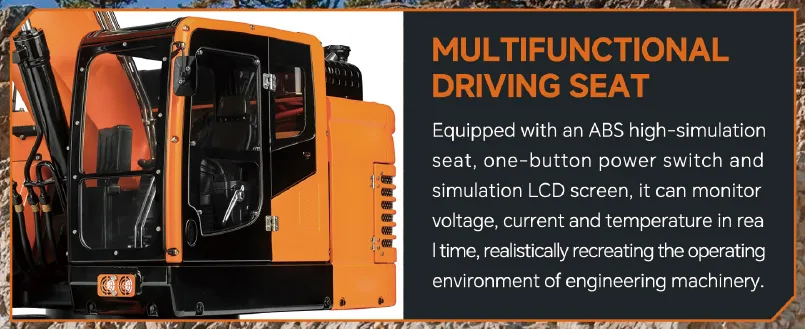 MULTIFUNCTIONAL
DRIVING SEAT
Equipped with an ABS high-simulation
seat, one-button power switch and
simulation LCD screen, it can monitor
voltage, current and temperature in rea
l time, realistically recreating the operating
environment of engineering machinery.